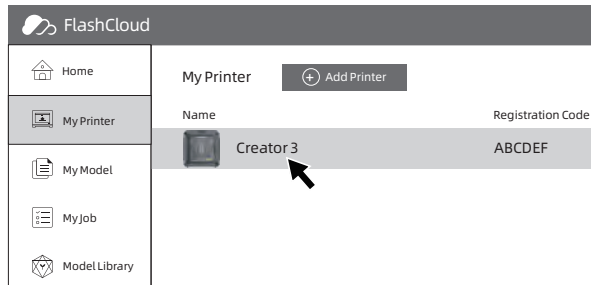 FlashCloud
Home
My Printer
My Model
My Job
Model Library
My Printer + Add Printer
Name Registration Code
Creator 3 ABCDEF